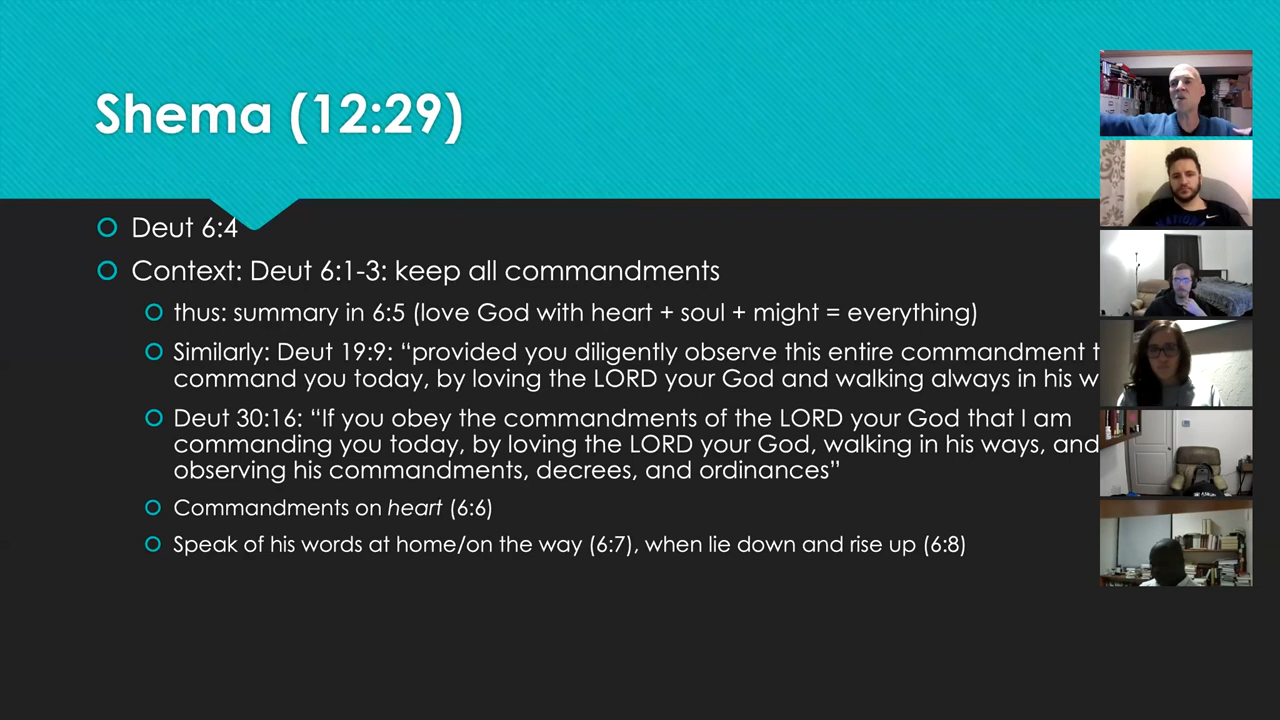 Shema (12:29)
Deut 6:4
Context: Deut 6:1-3: keep all commandments
thus: summary in 6:5 (love God with heart + soul + might = everything)
Similarly: Deut 19:9: “provided you diligently observe this entire commandment
command you today, by loving the LORD your God and walking always in his
Deut 30:16: “If you obey the commandments of the LORD your God that I am
commanding you today, by loving the LORD your God, walking in his ways, and
observing his commandments, decrees, and ordinances”
Commandments on heart (6:6)
Speak of his words at home/on the way (6:7), when lie down and rise up (6:8)